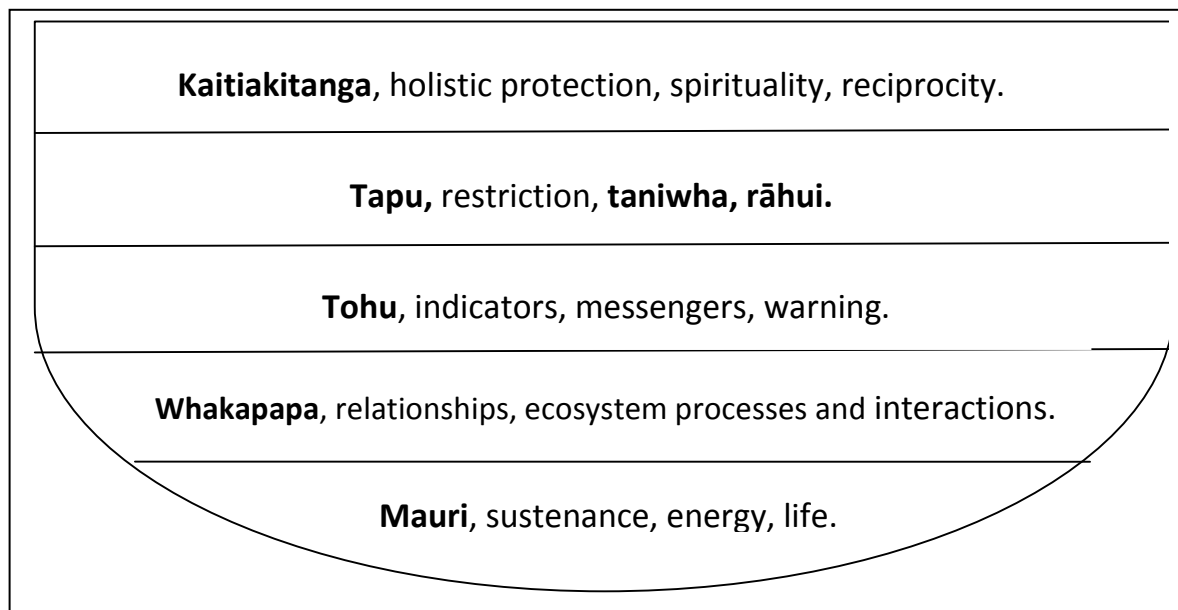 Kaitiakitanga, holistic protection, spirituality, reciprocity.
Tapu, restriction, taniwha, rāhui.
Tohu, indicators, messengers, warning.
Whakapapa, relationships, ecosystem processes and interactions.
Mauri, sustenance, energy, life.